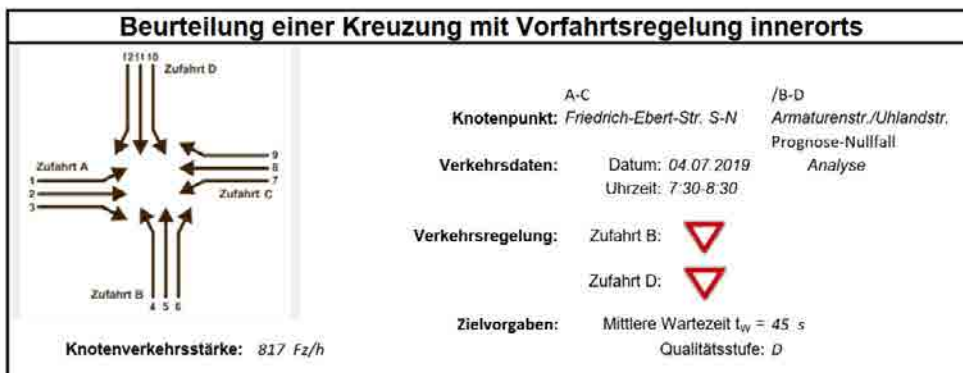 Beurteilung einer Kreuzung mit Vorfahrtsregelung innerorts
12 11 10
Zufahrt D
Zufahrt A
1
2
3
9
8
7
Zufahrt C
Zufahrt B
4 5 6
Knotenverkehrsstärke: 817 Fz/h
A-C /B-D
Knotenpunkt: Friedrich-Ebert-Str. S-N Armaturenstr./Uhlandstr.
Prognose-Nullfall
Verkehrsdaten: Datum: 04.07.2019 Analyse
Uhrzeit: 7:30-8:30
Verkehrsregelung: Zufahrt B:
Zufahrt D:
Zielvorgaben: Mittlere Wartezeit tw = 45 s
Qualitätsstufe: D